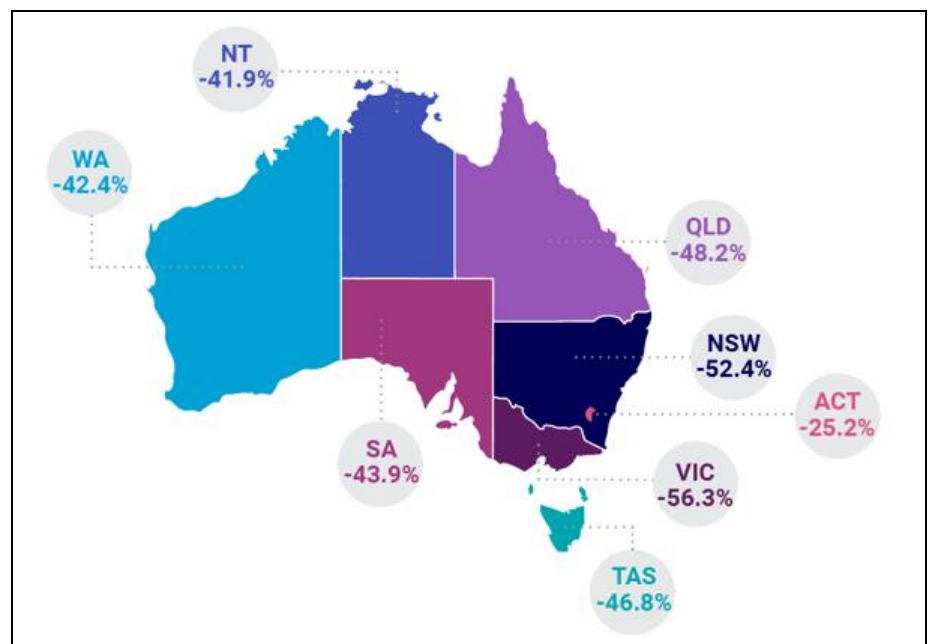 NT
-41.9%
WA
-42.4%
QLD
-48.2%
NSW
-52.4%
ACT
-25.2%
SA
-43.9%
VIC
-56.3%
TAS
-46.8%